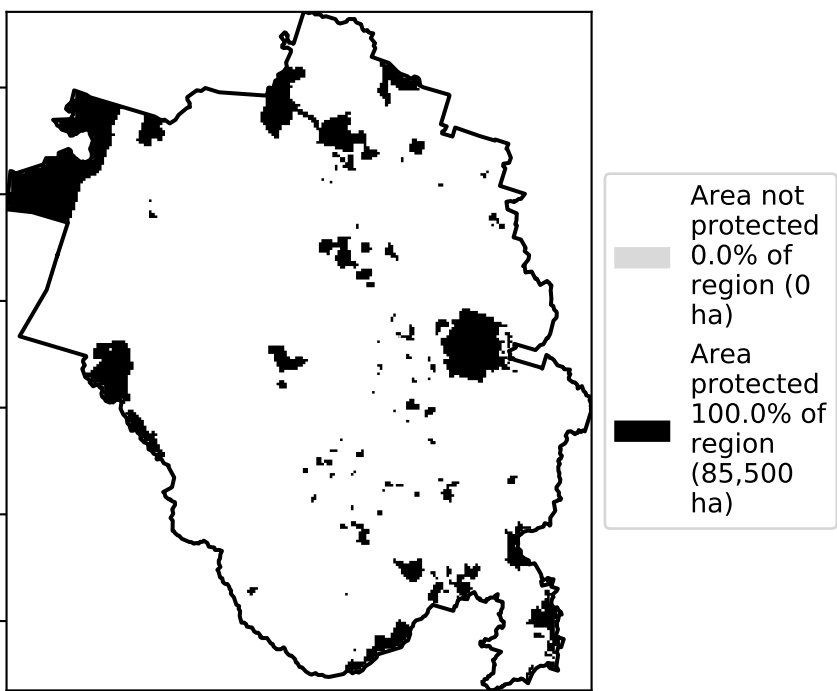 Area not
protected
0.0% of
region (0
ha)
Area
protected
100.0% of
region
(85,500
ha)